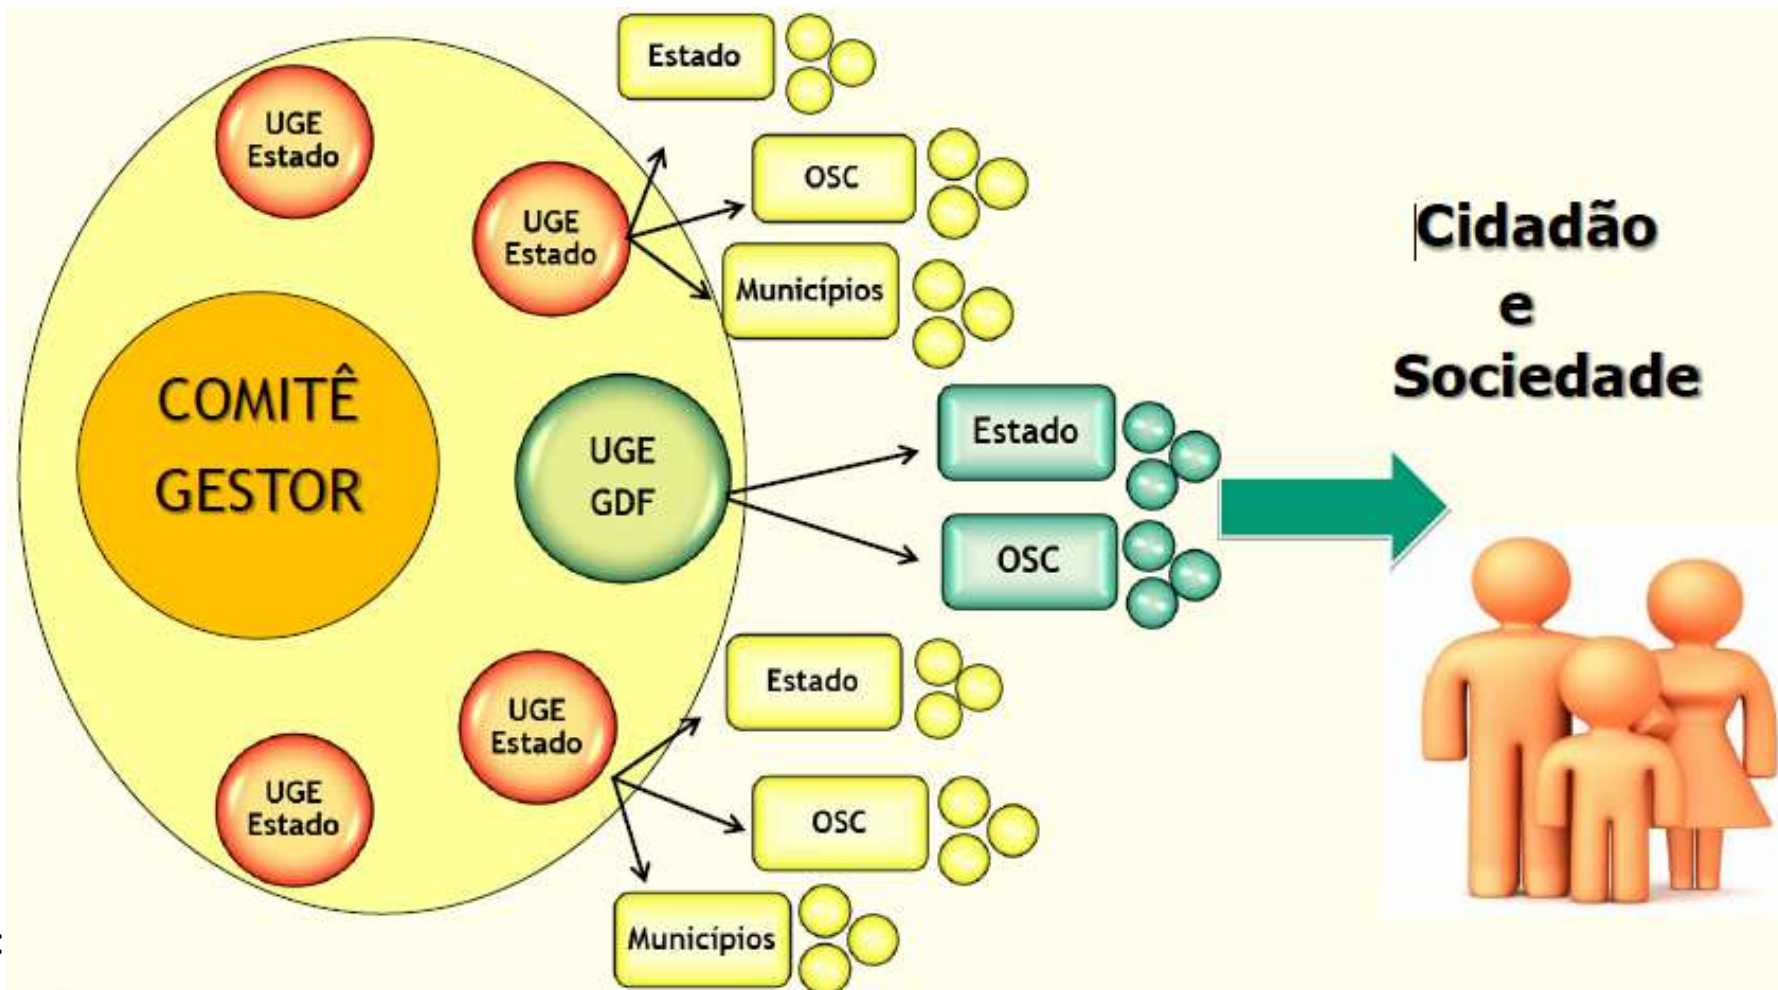 UGE
Estado
UGE
Estado
COMITÊ
GESTOR
UGE
GDF
UGE
Estado
UGE
Estado
Estado
OSC
Municípios
Estado
OSC
Estado
OSC
Municípios
Cidadão
e
Sociedade